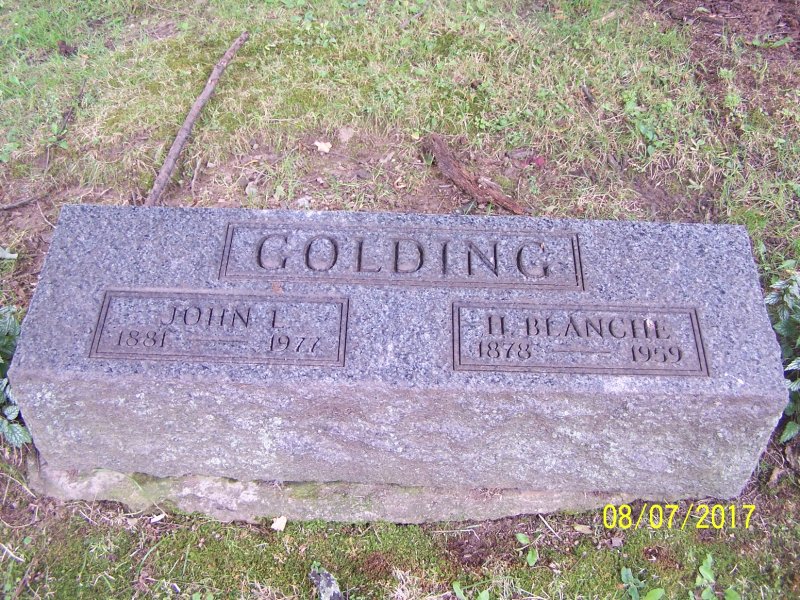 GOLDING
JOHN L
1881 — 1977
H. BLANCHE
1878 — 1959
08/07/2017